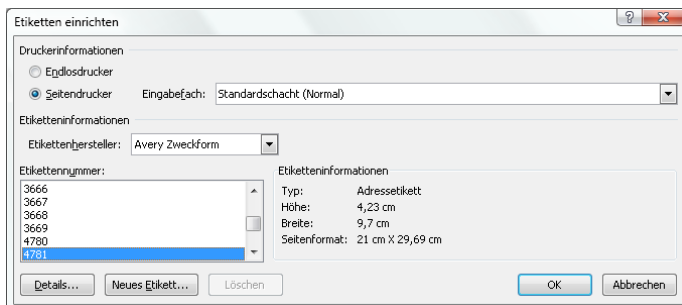 Etiketten einrichten
Druckerinformationen
Endlosdrucker
Seitendrucker Eingabefach: Standardschacht (Normal)
Etiketteninformationen
Etikettenhersteller: Avery Zweckform
Etikettennummer:
3666
3667
3668
3669
4780
4781
Etiketteninformationen
Typ: Adressetikett
Höhe: 4,23 cm
Breite: 9,7 cm
Seitenformat: 21 cm X 29,69 cm
Details... Neues Etikett... Löschen OK Abbrechen